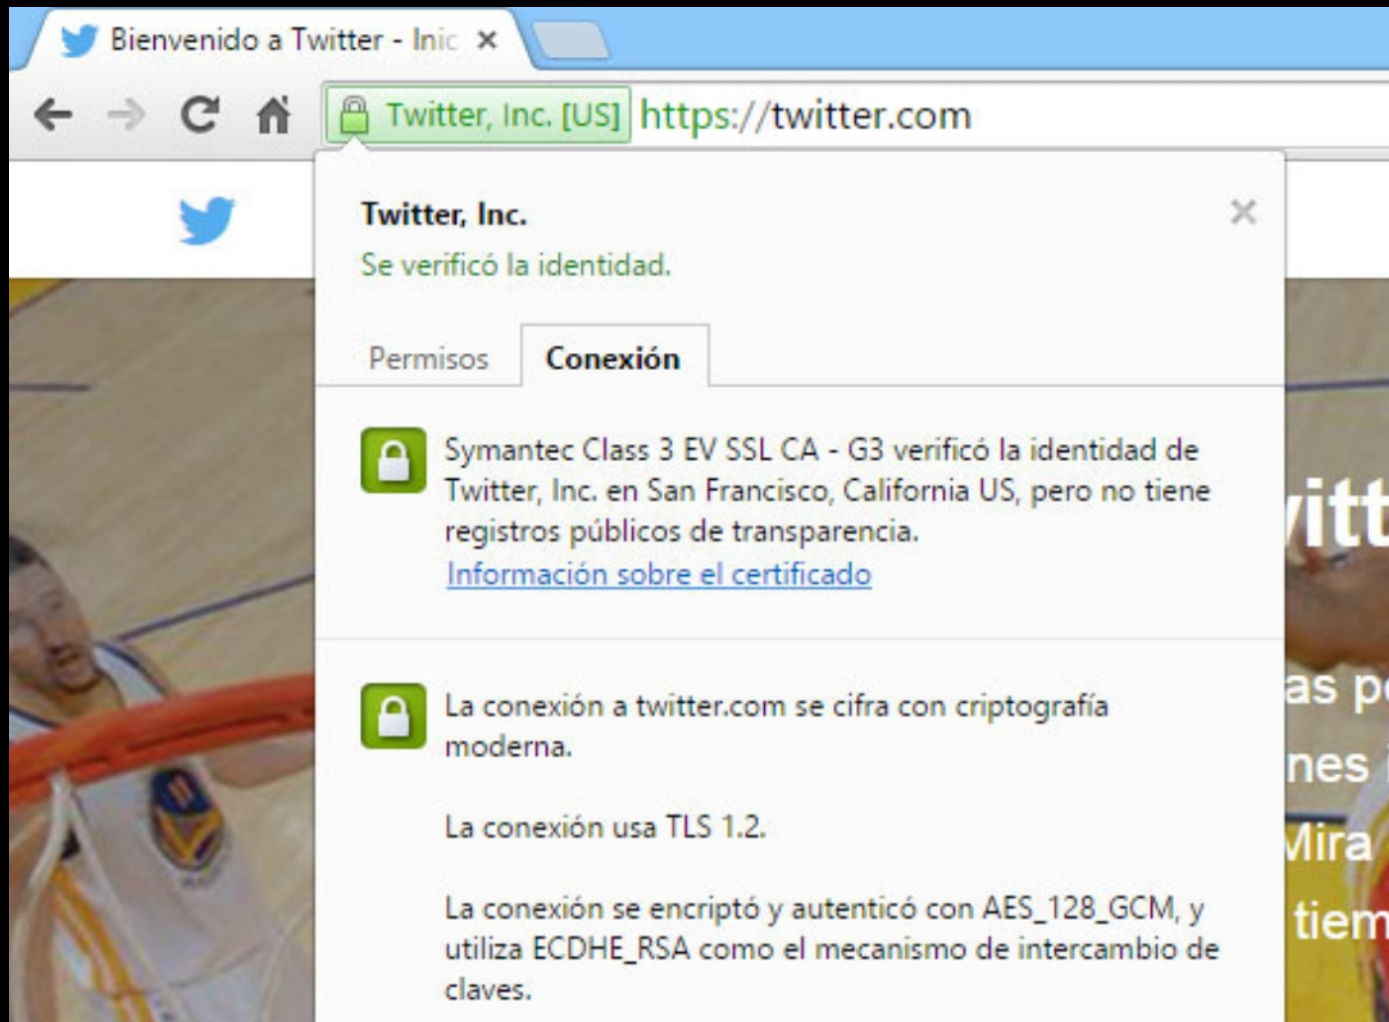 Bienvenido a Twitter - Inic
Twitter, Inc. [US] https://twitter.com
Twitter, Inc.
Se verificó la identidad.
Permisos
Conexión
Symantec Class 3 EV SSL CA - G3 verificó la identidad de
Twitter, Inc. en San Francisco, California US, pero no tiene
registros públicos de transparencia.
Información sobre el certificado
La conexión a twitter.com se cifra con criptografía
moderna.
La conexión usa TLS 1.2.
La conexión se encriptó y autenticó con AES_128_GCM, y
utiliza ECDHE_RSA como el mecanismo de intercambio de
claves.
itt
as p
nes i
Mira
tiem